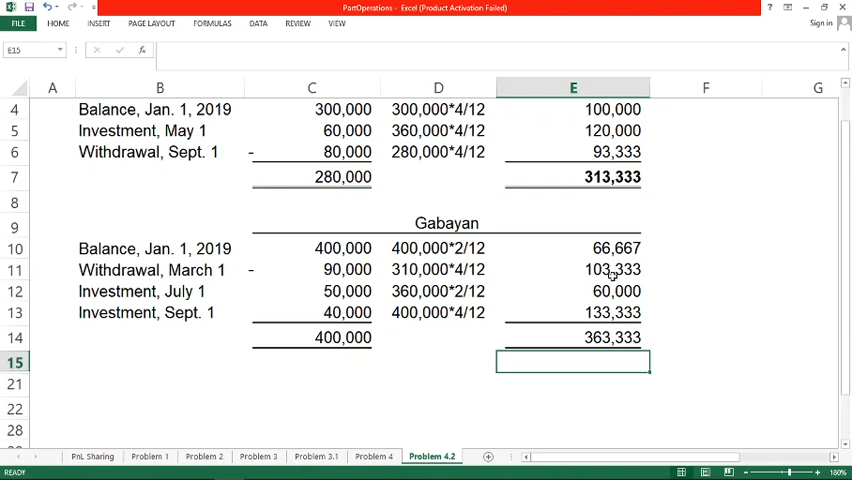 PartOperations - Excel (Product Activation Failed)
FILE HOME INSERT PAGE LAYOUT FORMULAS DATA REVIEW VIEW Sign in
E15 fx
A B C D E F G
4 Balance, Jan. 1, 2019 300,000 300,000*4/12 100,000
5 Investment, May 1 60,000 360,000*4/12 120,000
6 Withdrawal, Sept. 1 - 80,000 280,000*4/12 93,333
7 280,000 313,333
8
9 Gabayan
10 Balance, Jan. 1, 2019 400,000 400,000*2/12 66,667
11 Withdrawal, March 1 - 90,000 310,000*4/12 103,333
12 Investment, July 1 50,000 360,000*2/12 60,000
13 Investment, Sept. 1 40,000 400,000*4/12 133,333
14 400,000 363,333
15
21
22
28
PnL Sharing Problem 1 Problem 2 Problem 3 Problem 3.1 Problem 4 Problem 4.2
READY 180%